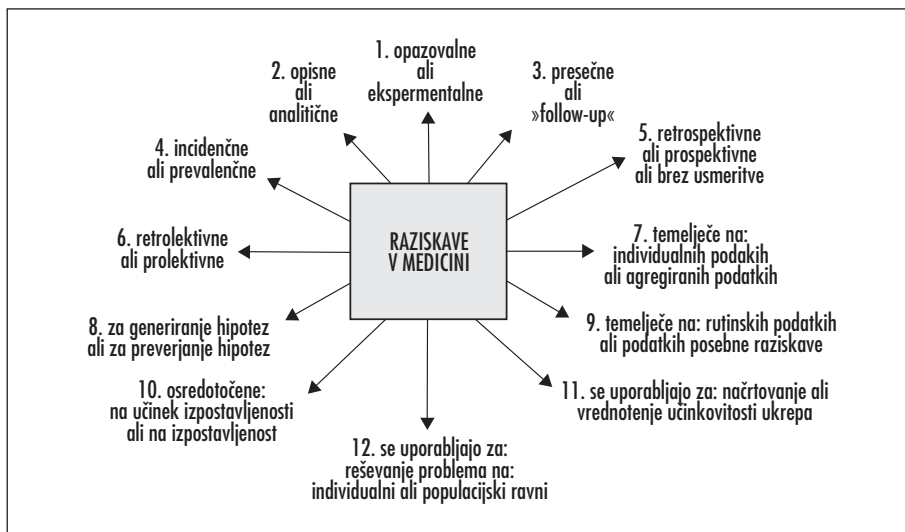 1. opazovalne
ali
ekspermentalne
2. opisne
ali
analitične
3. presečne
ali
»follow-up«
4. incidenčne
ali prevalenčne
5. retrospektivne
ali prospektivne
ali brez usmeritve
6. retrolektivne
ali prolektivne
RAZISKAVE
V MEDICINI
7. temelječe na:
individualnih podakih
ali agregiranih podatkih
8. za generiranje hipotez
ali za preverjanje hipotez
9. temelječe na: rutinskih podatkih
ali podatkih posebne raziskave
10. osredotočene:
na učinek izpostavljenosti
ali na izpostavljenost
11. se uporabljajo za: načrtovanje ali
vrednotenje učinkovitosti ukrepa
12. se uporabljajo za:
reševanje problema na:
individualni ali populacijski ravni